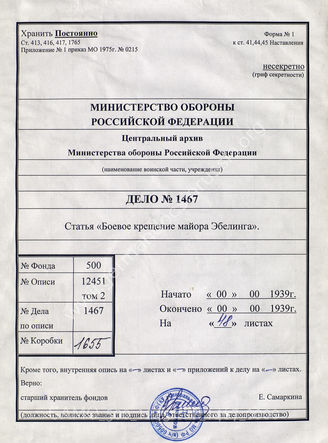 Хранить Постоянно
Форма № 1
Ст. 413, 416, 417, 1765
к ст. 41,44,45 Наставления
Приложение № 1 приказ МО 1975г. № 0215
несекретно
(гриф секретности)
МИНИСТЕРСТВО ОБОРОНЫ
РОССИЙСКОЙ ФЕДЕРАЦИИ
Центральный архив
Министерства обороны Российской Федерации
(наименование воинской части, учреждения)
ДЕЛО № 1467
Статья «Боевое крещение майора Эбелинга».
№ Фонда 500
№ Описи 12451
том 2
№ Дела 1467
по описи
№ Коробки 1655
Начато « 00 » 00 1939г.
Окончено « 00 » 00 1939г.
На «48» листах
Кроме того, внутренняя опись на «--» листах и «--» приложений к делу на «--» листах.
Верно:
старший хранитель фондов Е. Самаркина
(должность, воинское звание и подпись лица, ответственного за делопроизводство)